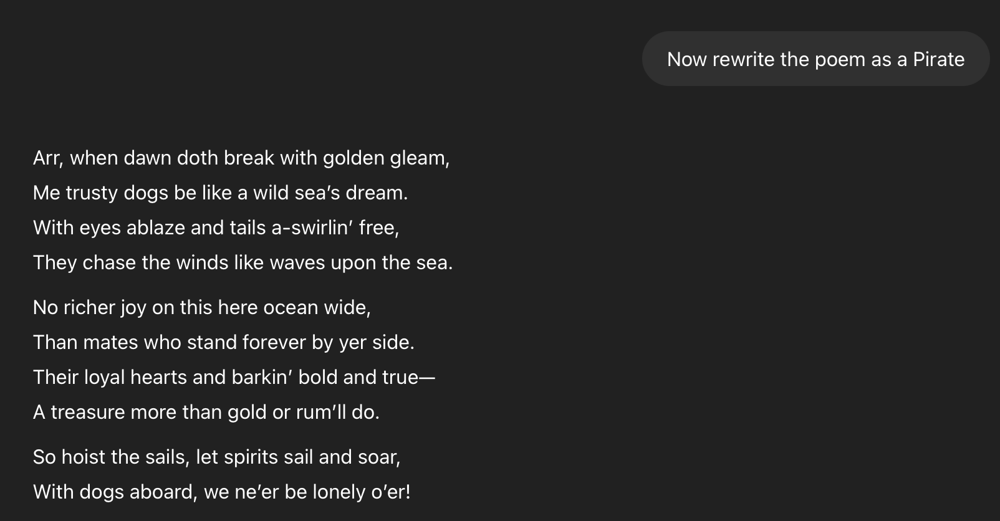 Now rewrite the poem as a Pirate
Arr, when dawn doth break with golden gleam,
Me trusty dogs be like a wild sea’s dream.
With eyes ablaze and tails a-swirlin’ free,
They chase the winds like waves upon the sea.
No richer joy on this here ocean wide,
Than mates who stand forever by yer side.
Their loyal hearts and barkin’ bold and true—
A treasure more than gold or rum’ll do.
So hoist the sails, let spirits sail and soar,
With dogs aboard, we ne’er be lonely o’er!